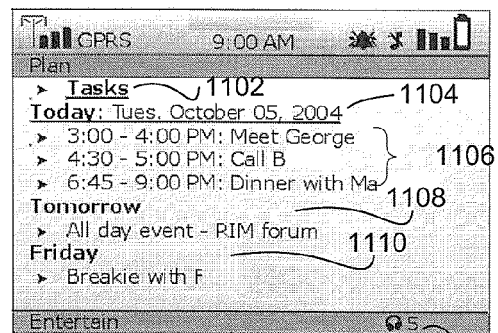 GPRS 9:00 AM
Plan
➤ Tasks 1102
Today: Tues. October 05, 2004 1104
➤ 3:00 - 4:00 PM: Meet George
➤ 4:30 - 5:00 PM: Call B 1106
➤ 6:45 - 9:00 PM: Dinner with Ma
Tomorrow 1108
➤ All day event - RIM forum
Friday 1110
➤ Breakie with F
Entertain 5